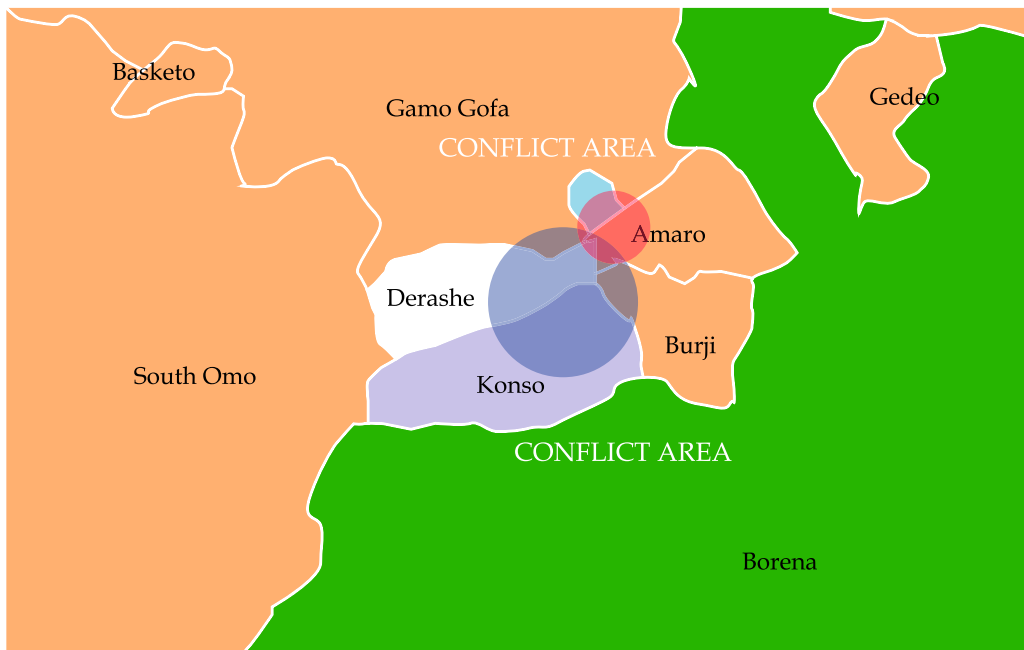 Basketo
Gedeo
Gamo Gofa
CONFLICT AREA
Amaro
Derashe
Burji
South Omo
Konso
CONFLICT AREA
Borena